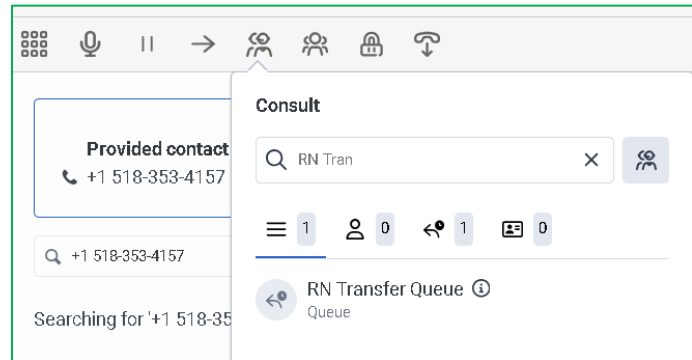 Consult
Provided contact
+1 518-353-4157
RN Tran
1 0 1 0
+1 518-353-4157
RN Transfer Queue
Queue
Searching for '+1 518-35